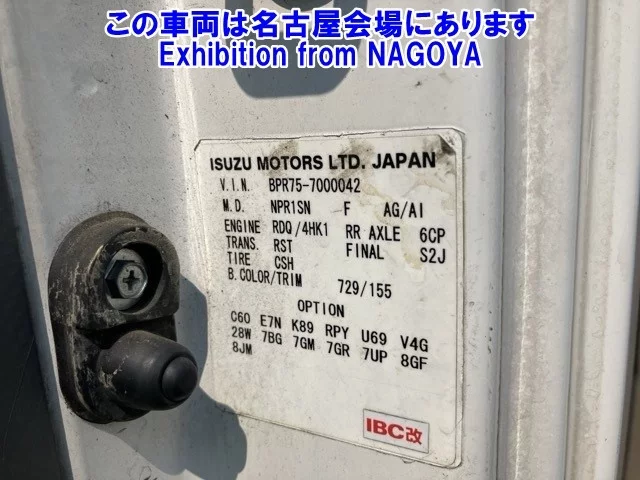 この車両は名古屋会場にあります
Exhibition from NAGOYA
ISUZU MOTORS LTD. JAPAN
V.I.N. BPR75-7000042
M.D. NPR1SN F AG/AI
ENGINE RDQ/4HK1 RR AXLE 6CP
TRANS. RST FINAL S2J
TIRE CSH
B.COLOR/TRIM 729/155
OPTION
C60 E7N K89 RPY U69 V4G
28W 7BG 7GM 7GR 7UP 8GF
8JM
IBC改